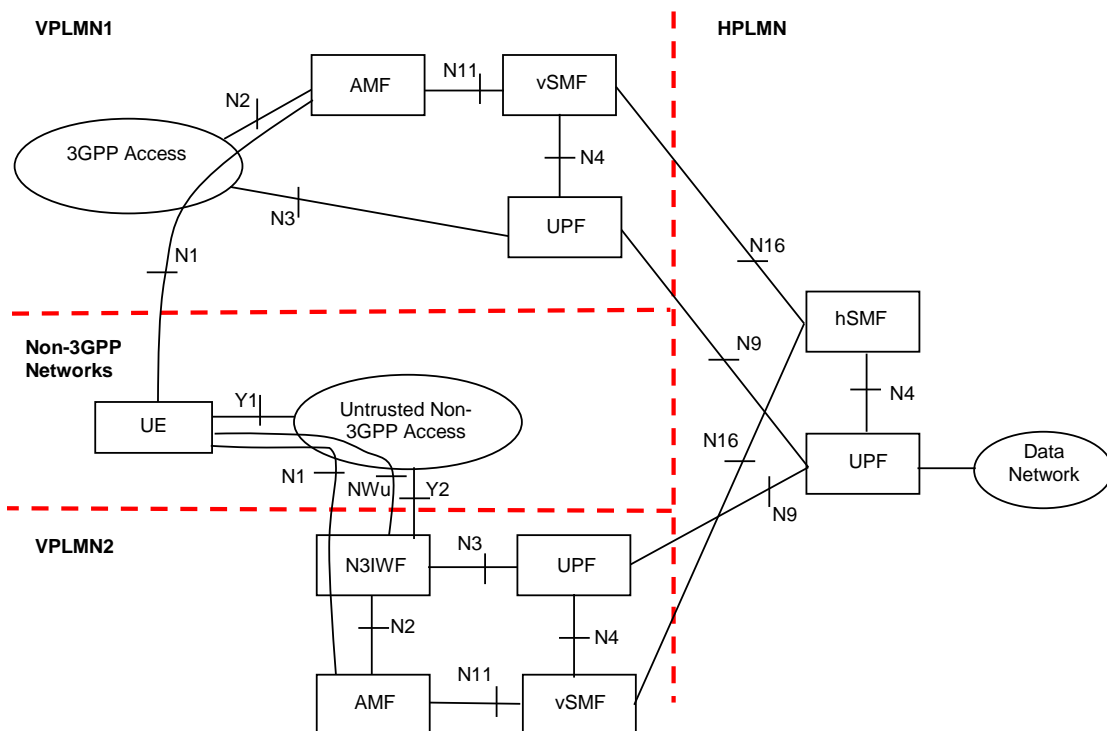 VPLMN1
HPLMN
AMF
N11
vSMF
N2
3GPP Access
N4
N3
UPF
N1
N16
hSMF
Non-3GPP
Networks
N9
N4
Y1
Untrusted Non-
3GPP Access
UE
N16
UPF
Data
Network
N1
NWu
Y2
N9
VPLMN2
N3
N3IWF
UPF
N2
N4
N11
AMF
vSMF